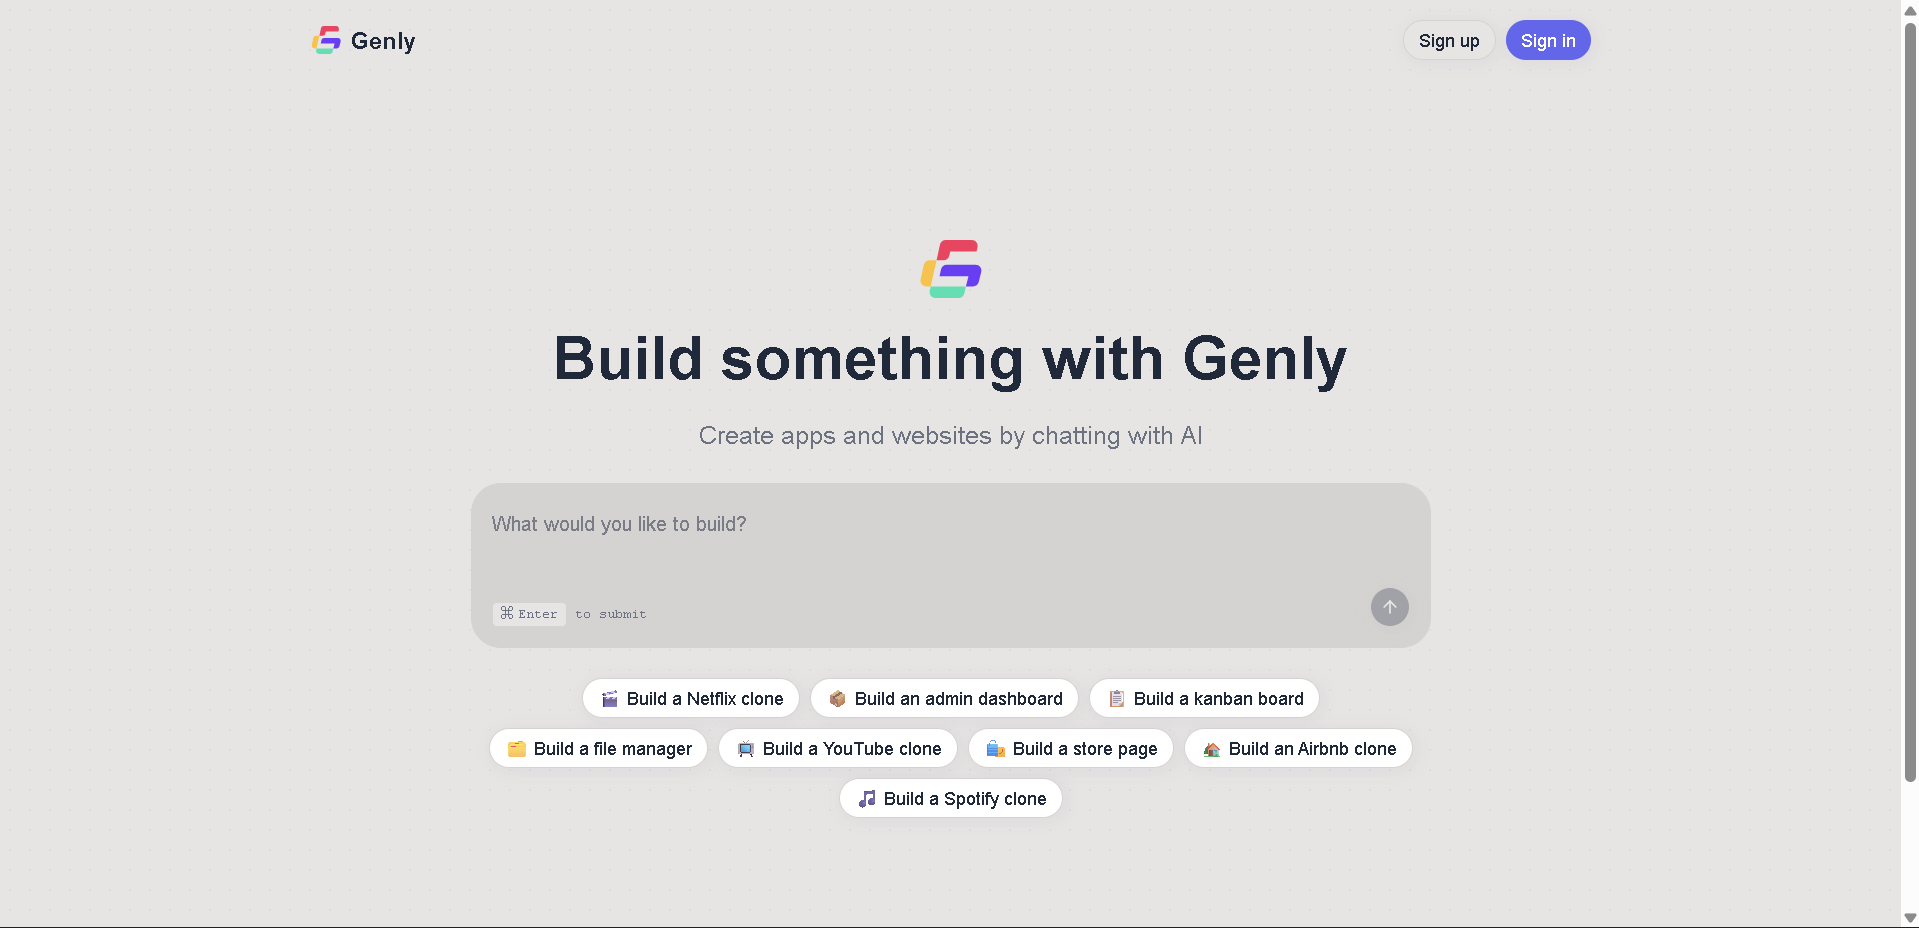 Genly
Sign up
Sign in
Build something with Genly
Create apps and websites by chatting with AI
What would you like to build?
⌘ Enter to submit
Build a Netflix clone
Build an admin dashboard
Build a kanban board
Build a file manager
Build a YouTube clone
Build a store page
Build an Airbnb clone
Build a Spotify clone